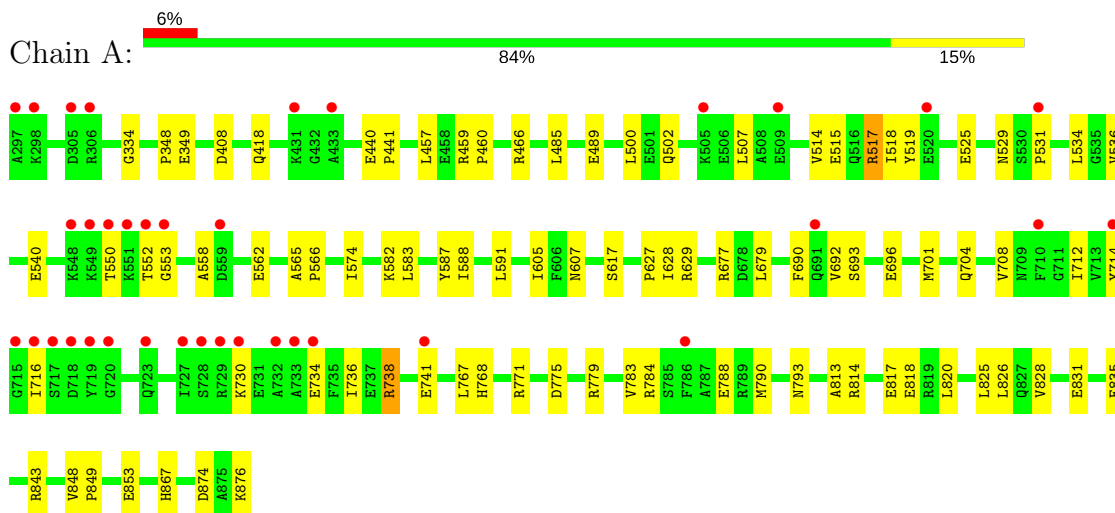 6%
Chain A:
84% 15%
A297 K298 D305 R306 G334 P348 E349 D408 Q418 K431 G432 A433 E440 P441 L457 E458 R459 P460 R466 L485 E489 L500 E501 Q502 K505 E506 L507 A508 E509 V514 E515 Q516 R517 I518 Y519 E520 E525 N529 S530 P531 L534 G535
E540 K548 K549 T550 K551 T552 G553 A558 D559 E562 A565 P566 I574 K582 L583 Y587 I588 L591 I605 F606 N607 S617 P627 I628 R629 R677 D678 L679 F690 Q691 V692 S693 E696 M701 Q704 V708 N709 F710 G711 I712 V713
G715 I716 S717 D718 Y719 G720 Q723 I727 S728 R729 K730 E731 A732 A733 E734 F735 I736 E737 R738 E741 L767 H768 R771 D775 R779 V783 R784 S785 F786 A787 E788 R789 M790 N793 A813 R814 E817 E818 R819 L820 L825 L826 Q827 V828 E831
R843 V848 P849 E853 H867 D874 A875 K876